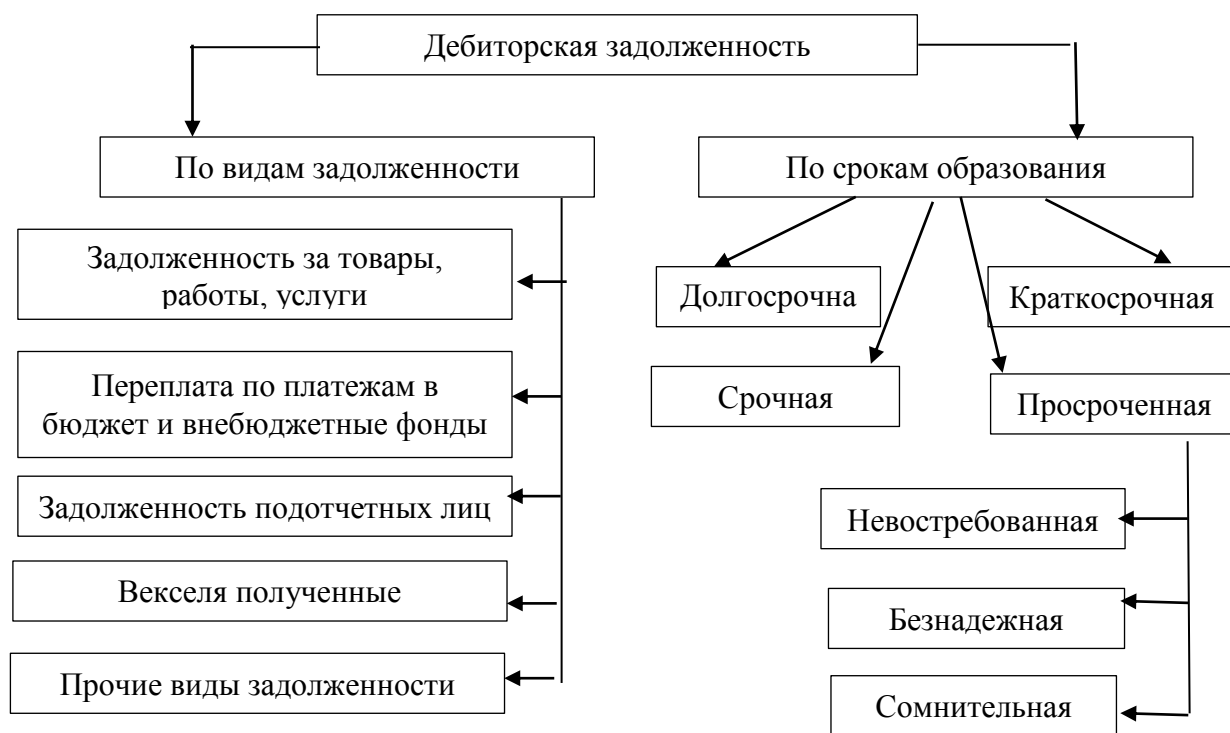 Дебиторская задолженность
По видам задолженности
Задолженность за товары,
работы, услуги
Переплата по платежам в
бюджет и внебюджетные фонды
Задолженность подотчетных лиц
Векселя полученные
Прочие виды задолженности
По срокам образования
Долгосрочна
Краткосрочная
Срочная
Просроченная
Невостребованная
Безнадежная
Сомнительная